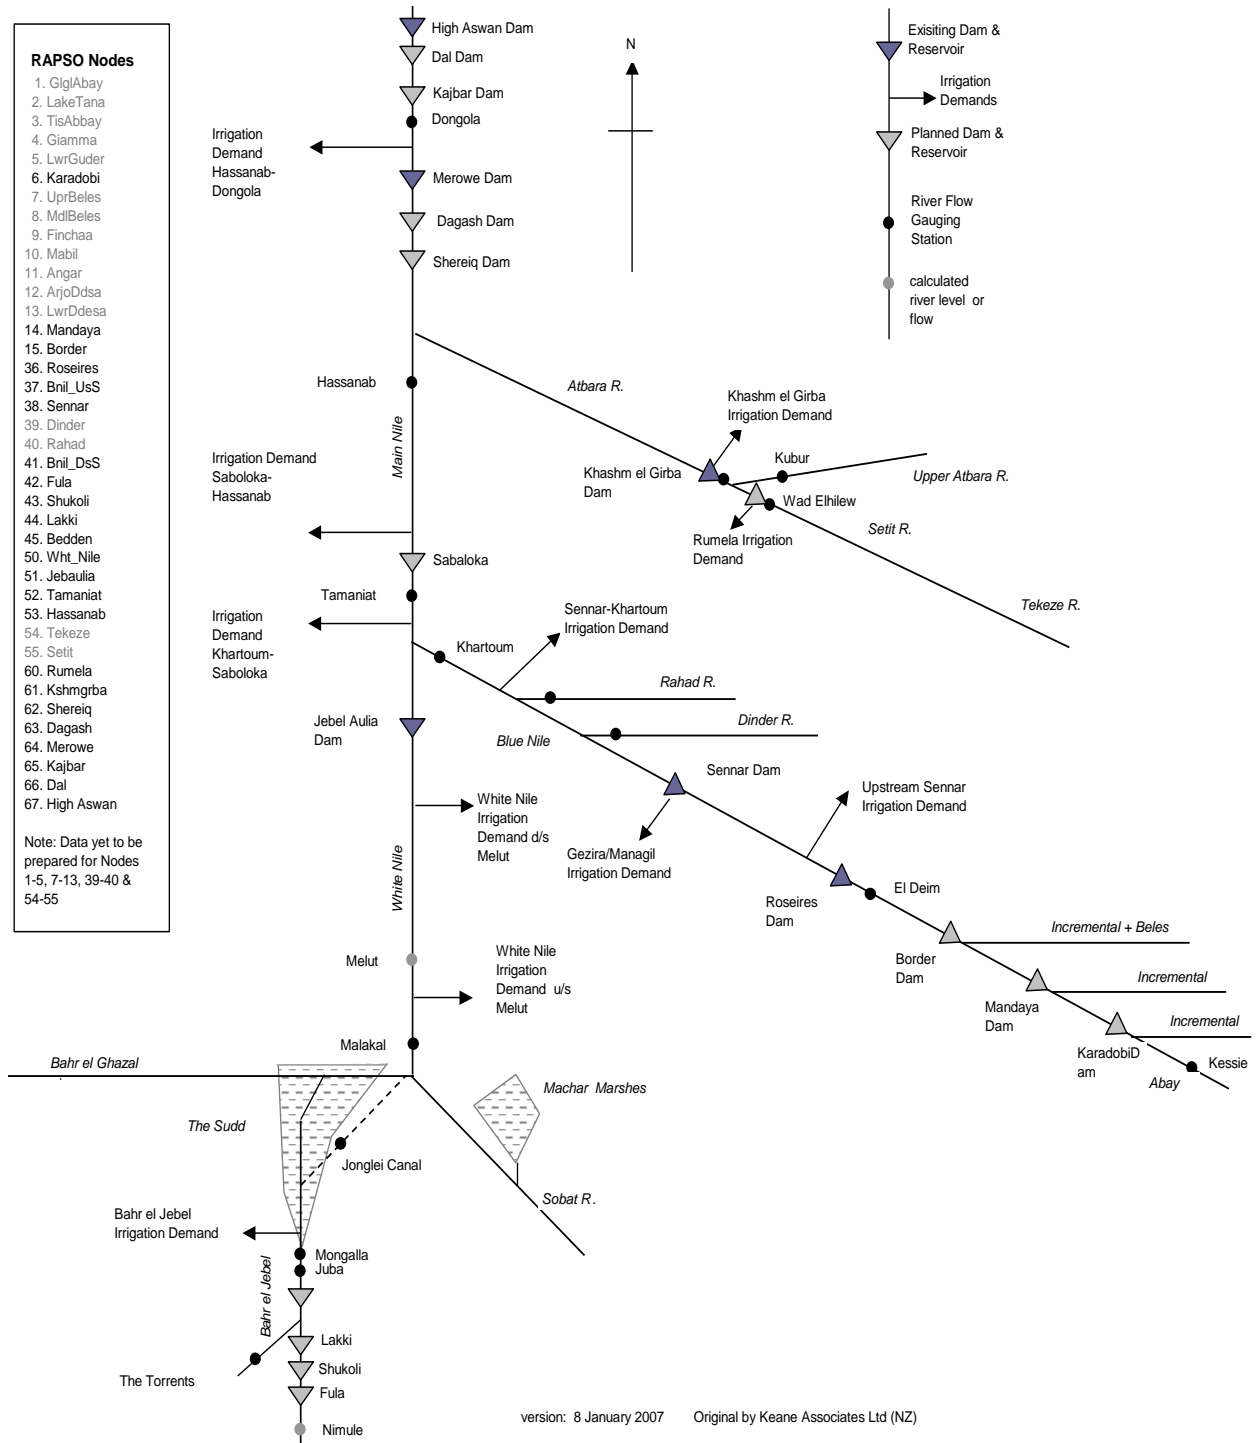 RAPSO Nodes
1. GlglAbay
2. LakeTana
3. TisAbbay
4. Giamma
5. LwrGuder
6. Karadobi
7. UprBeles
8. MdlBeles
9. Finchaa
10. Mabil
11. Angar
12. ArjoDdsa
13. LwrDdesa
14. Mandaya
15. Border
36. Roseires
37. Bnil_UsS
38. Sennar
39. Dinder
40. Rahad
41. Bnil_DsS
42. Fula
43. Shukoli
44. Lakki
45. Bedden
50. Wht_Nile
51. Jebaulia
52. Tamaniat
53. Hassanab
54. Tekeze
55. Setit
60. Rumela
61. Kshmgrba
62. Shereiq
63. Dagash
64. Merowe
65. Kajbar
66. Dal
67. High Aswan
Note: Data yet to be
prepared for Nodes
1-5, 7-13, 39-40 &
54-55
High Aswan Dam
Dal Dam
Kajbar Dam
Dongola
Irrigation
Demand
Hassanab-
Dongola
Merowe Dam
Dagash Dam
Shereiq Dam
N
Exisiting Dam &
Reservoir
Irrigation
Demands
Planned Dam &
Reservoir
River Flow
Gauging
Station
calculated
river level or
flow
Hassanab
Main Nile
Atbara R.
Khashm el Girba
Irrigation Demand
Khashm el Girba
Dam
Kubur
Upper Atbara R.
Wad Elhilew
Rumela Irrigation
Demand
Setit R.
Tekeze R.
Irrigation Demand
Saboloka-
Hassanab
Sabaloka
Tamaniat
Irrigation
Demand
Khartoum-
Saboloka
Khartoum
Sennar-Khartoum
Irrigation Demand
Rahad R.
Dinder R.
Blue Nile
Jebel Aulia
Dam
Sennar Dam
Gezira/Managil
Irrigation Demand
Upstream Sennar
Irrigation Demand
White Nile
Irrigation
Demand d/s
Melut
White Nile
Roseires
Dam
El Deim
Border
Dam
Incremental + Beles
Mandaya
Dam
Incremental
KaradobiD
am
Incremental
Abay
Kessie
Melut
White Nile
Irrigation
Demand u/s
Melut
Malakal
Bahr el Ghazal
The Sudd
Machar Marshes
Jonglei Canal
Sobat R.
Bahr el Jebel
Irrigation Demand
Mongalla
Juba
Bahr el Jebel
Lakki
Shukoli
Fula
The Torrents
Nimule
version: 8 January 2007 Original by Keane Associates Ltd (NZ)